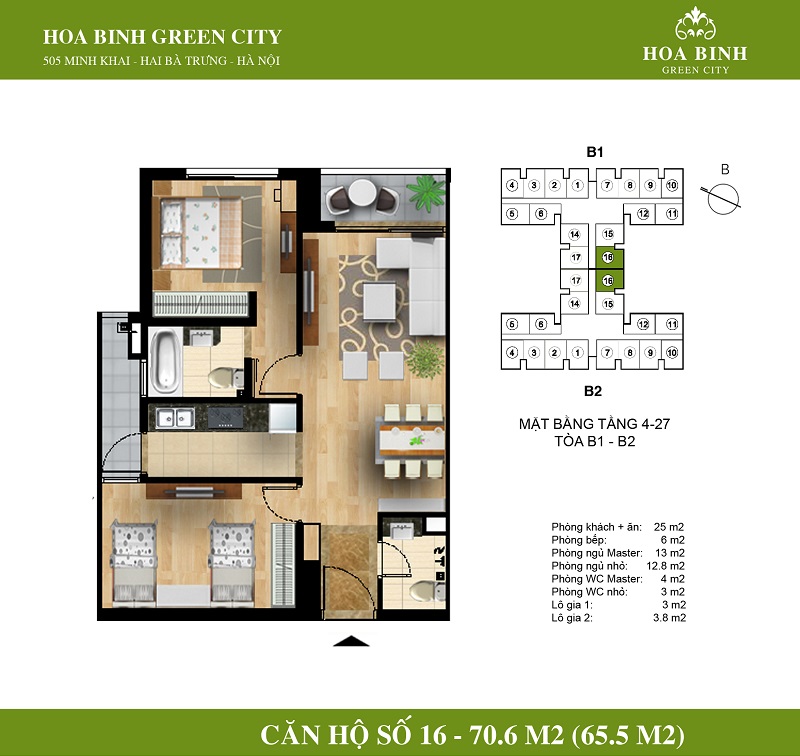 HOA BINH GREEN CITY
505 MINH KHAI - HAI BÀ TRƯNG - HÀ NỘI
HOA BINH
GREEN CITY
B1
B
4 3 2 1 7 8 9 10
5 6 12 11
14 15
17 16
17 16
14 15
5 6 12 11
4 3 2 1 7 8 9 10
B2
MẶT BẰNG TẦNG 4-27
TÒA B1 - B2
Phòng khách + ăn: 25 m2
Phòng bếp: 6 m2
Phòng ngủ Master: 13 m2
Phòng ngủ nhỏ: 12.8 m2
Phòng WC Master: 4 m2
Phòng WC nhỏ: 3 m2
Lô gia 1: 3 m2
Lô gia 2: 3.8 m2
CĂN HỘ SỐ 16 - 70.6 M2 (65.5 M2)